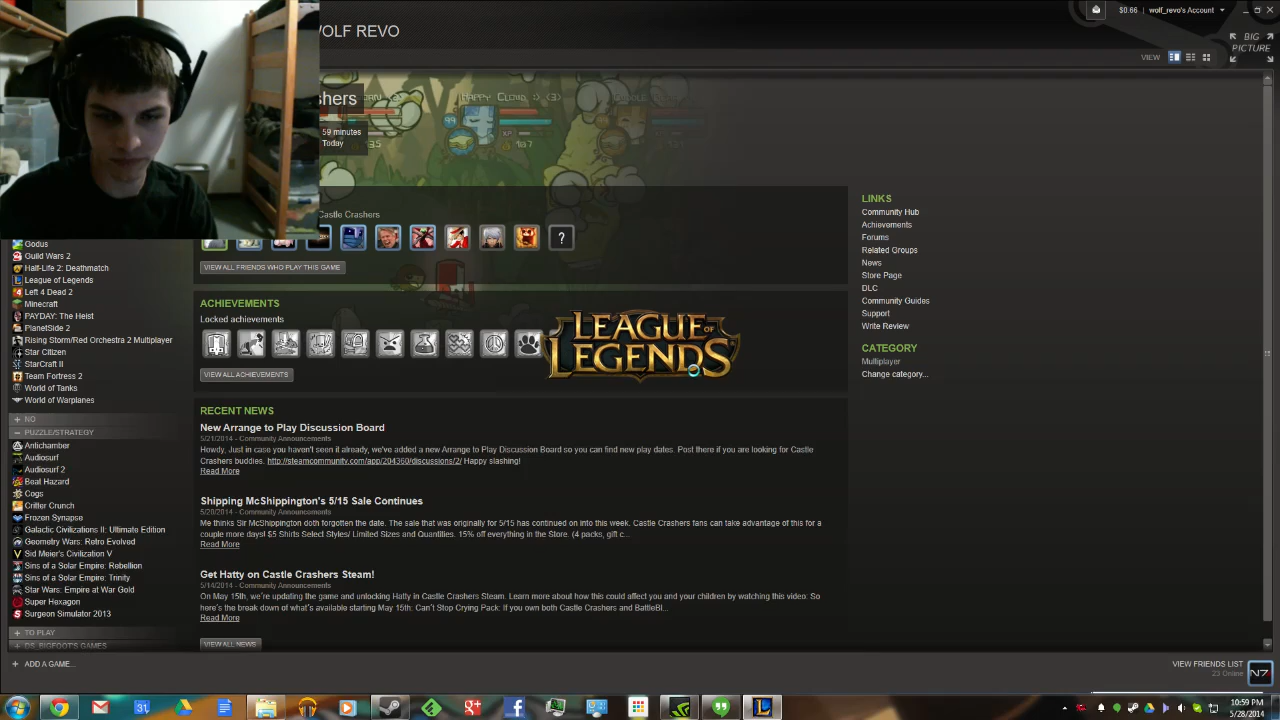 $0.66
wolf_revo's Account
OLF REVO
BIG PICTURE
VIEW
shers
HAPPY CLOWD
59 minutes
Today
Castle Crashers
?
VIEW ALL FRIENDS WHO PLAY THIS GAME
ACHIEVEMENTS
Locked achievements
VIEW ALL ACHIEVEMENTS
LEAGUE OF LEGENDS
RECENT NEWS
New Arrange to Play Discussion Board
5/21/2014 - Community Announcements
Howdy, Just in case you haven't seen it already, we've added a new Arrange to Play Discussion Board so you can find new play dates. Post there if you are looking for Castle
Crashers buddies. http://steamcommunity.com/app/204360/discussions/2/ Happy slashing!
Read More
Shipping McShippington's 5/15 Sale Continues
5/20/2014 - Community Announcements
Me thinks Sir McShippington doth forgotten the date. The sale that was originally for 5/15 has continued on into this week. Castle Crashers fans can take advantage of this for a
couple more days! $5 Shirts Select Styles/ Limited Sizes and Quantities. 15% off everything in the Store. (4 packs, gift c...
Read More
Get Hatty on Castle Crashers Steam!
5/14/2014 - Community Announcements
On May 15th, we're updating the game and unlocking Hatty in Castle Crashers Steam. Learn more about how this could affect you and your children by watching this video: So
here's the break down of what's available starting May 15th: Can't Stop Crying Pack: If you own both Castle Crashers and BattleBl...
Read More
VIEW ALL NEWS
LINKS
Community Hub
Achievements
Forums
Related Groups
News
Store Page
DLC
Community Guides
Support
Write Review
CATEGORY
Multiplayer
Change category...
Godus
Guild Wars 2
Half-Life 2: Deathmatch
League of Legends
Left 4 Dead 2
Minecraft
PAYDAY: The Heist
PlanetSide 2
Rising Storm/Red Orchestra 2 Multiplayer
Star Citizen
StarCraft II
Team Fortress 2
World of Tanks
World of Warplanes
+ NO
− PUZZLE/STRATEGY
Antichamber
Audiosurf
Audiosurf 2
Beat Hazard
Cogs
Critter Crunch
Frozen Synapse
Galactic Civilizations II: Ultimate Edition
Geometry Wars: Retro Evolved
Sid Meier's Civilization V
Sins of a Solar Empire: Rebellion
Sins of a Solar Empire: Trinity
Star Wars: Empire at War Gold
Super Hexagon
Surgeon Simulator 2013
+ TO PLAY
+ DS_BIGFOOT'S GAMES
+ ADD A GAME...
VIEW FRIENDS LIST
23 Online
N7
10:59 PM
5/28/2014